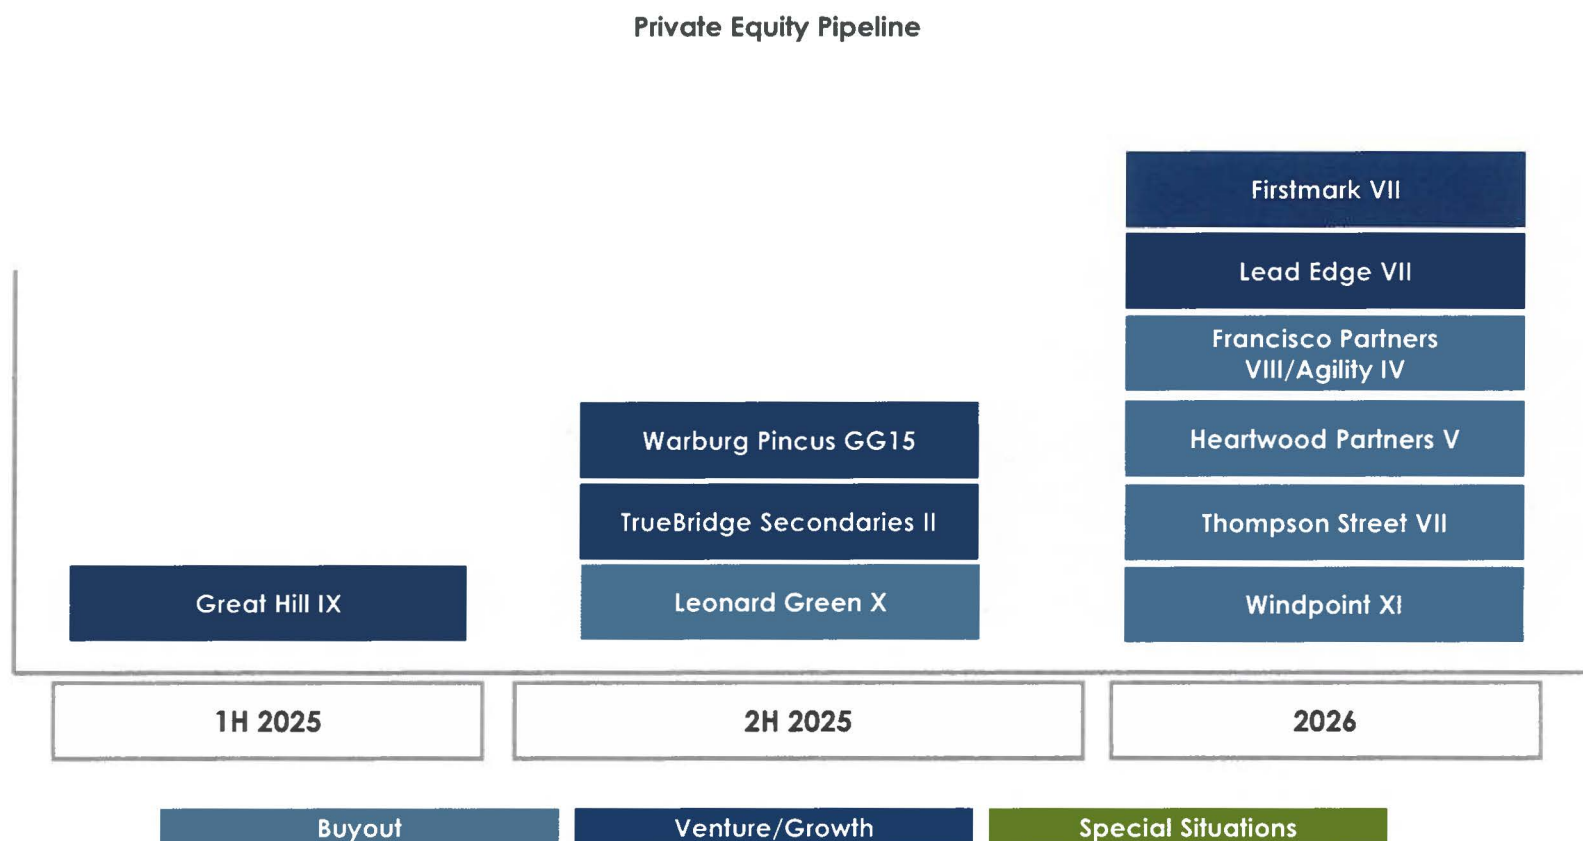 Private Equity Pipeline
Firstmark VII
Lead Edge VII
Francisco Partners
VIII/Agility IV
Warburg Pincus GG15
Heartwood Partners V
TrueBridge Secondaries II
Thompson Street VII
Great Hill IX
Leonard Green X
Windpoint XI
1H 2025
2H 2025
2026
Buyout
Venture/Growth
Special Situations